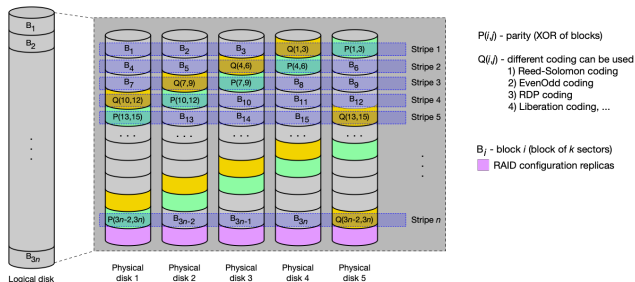 B1
B2
. . .
B3n
Logical disk
B1 B2 B3 Q(1,3) P(1,3) Stripe 1
B4 B5 Q(4,6) P(4,6) B6 Stripe 2
B7 Q(7,9) P(7,9) B8 B9 Stripe 3
Q(10,12) P(10,12) B10 B11 B12 Stripe 4
P(13,15) B13 B14 B15 Q(13,15) Stripe 5
. . . . . . . . . . . . . . .
P(3n-2,3n) B3n-2 B3n-1 B3n Q(3n-2,3n) Stripe n
Physical disk 1
Physical disk 2
Physical disk 3
Physical disk 4
Physical disk 5
P(i,j) - parity (XOR of blocks)
Q(i,j) - different coding can be used
1) Reed-Solomon coding
2) EvenOdd coding
3) RDP coding
4) Liberation coding, ...
Bi - block i (block of k sectors)
RAID configuration replicas